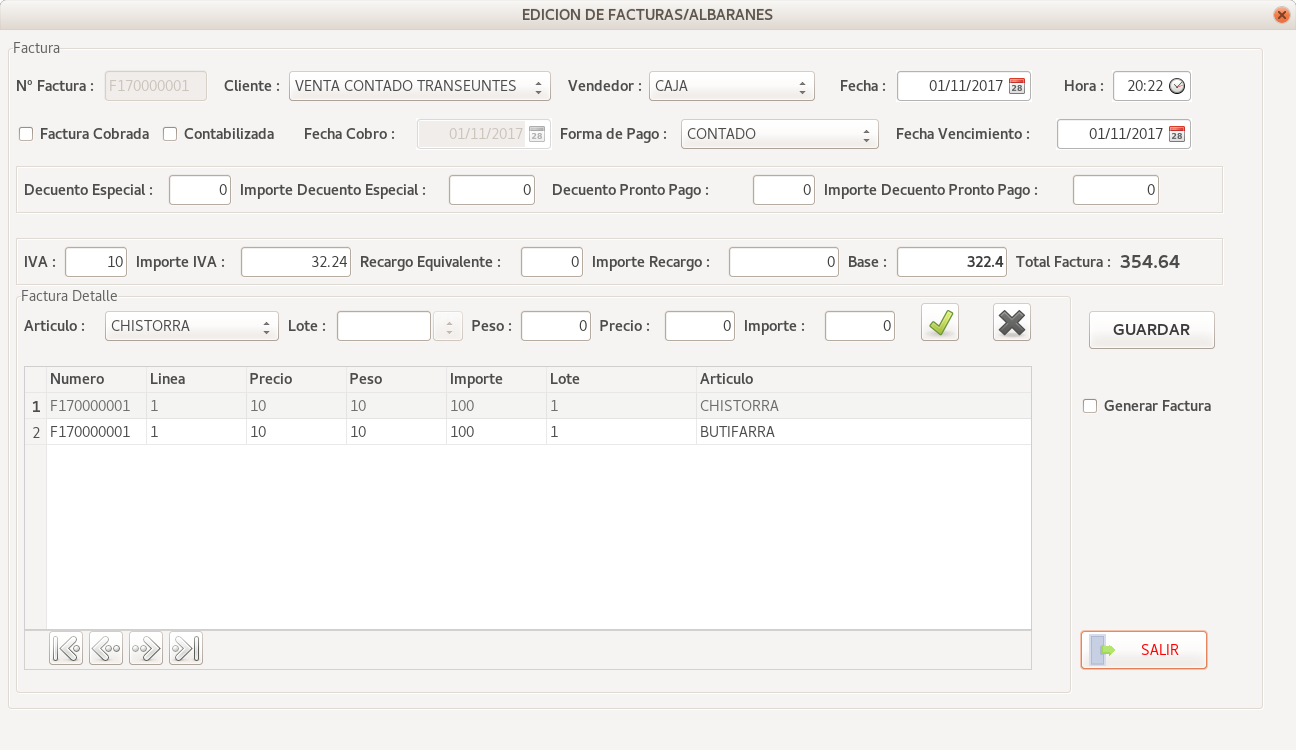 EDICION DE FACTURAS/ALBARANES
Factura
Nº Factura : F170000001 Cliente : VENTA CONTADO TRANSEUNTES Vendedor : CAJA Fecha : 01/11/2017 28 Hora : 20:22
Factura Cobrada Contabilizada Fecha Cobro : 01/11/2017 28 Forma de Pago : CONTADO Fecha Vencimiento : 01/11/2017 28
Decuento Especial : 0 Importe Decuento Especial : 0 Decuento Pronto Pago : 0 Importe Decuento Pronto Pago : 0
IVA : 10 Importe IVA : 32.24 Recargo Equivalente : 0 Importe Recargo : 0 Base : 322.4 Total Factura : 354.64
Factura Detalle
Articulo : CHISTORRA Lote : Peso : 0 Precio : 0 Importe : 0 GUARDAR
Numero Linea Precio Peso Importe Lote Articulo
1 F170000001 1 10 10 100 1 CHISTORRA Generar Factura
2 F170000001 1 10 10 100 1 BUTIFARRA
SALIR